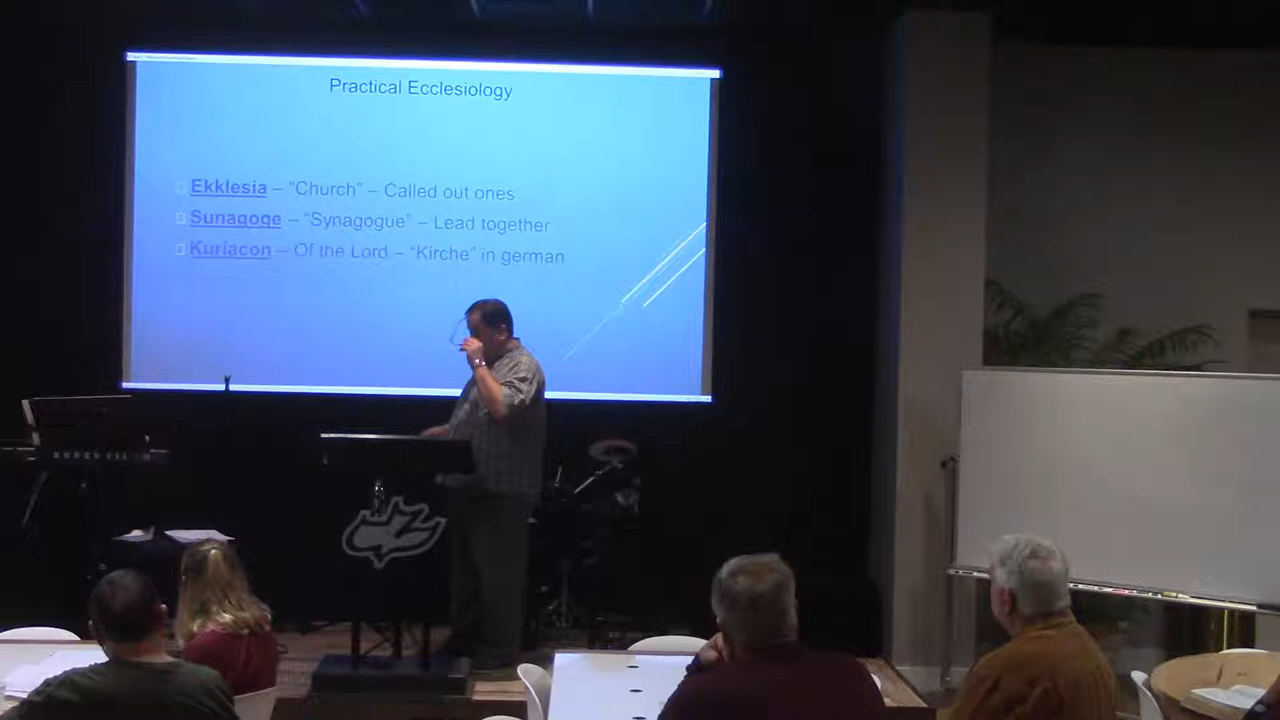 Practical Ecclesiology
Ekklesia – “Church” – Called out ones
Sunagoge – “Synagogue” – Lead together
Kuriacon – Of the Lord – “Kirche” in german